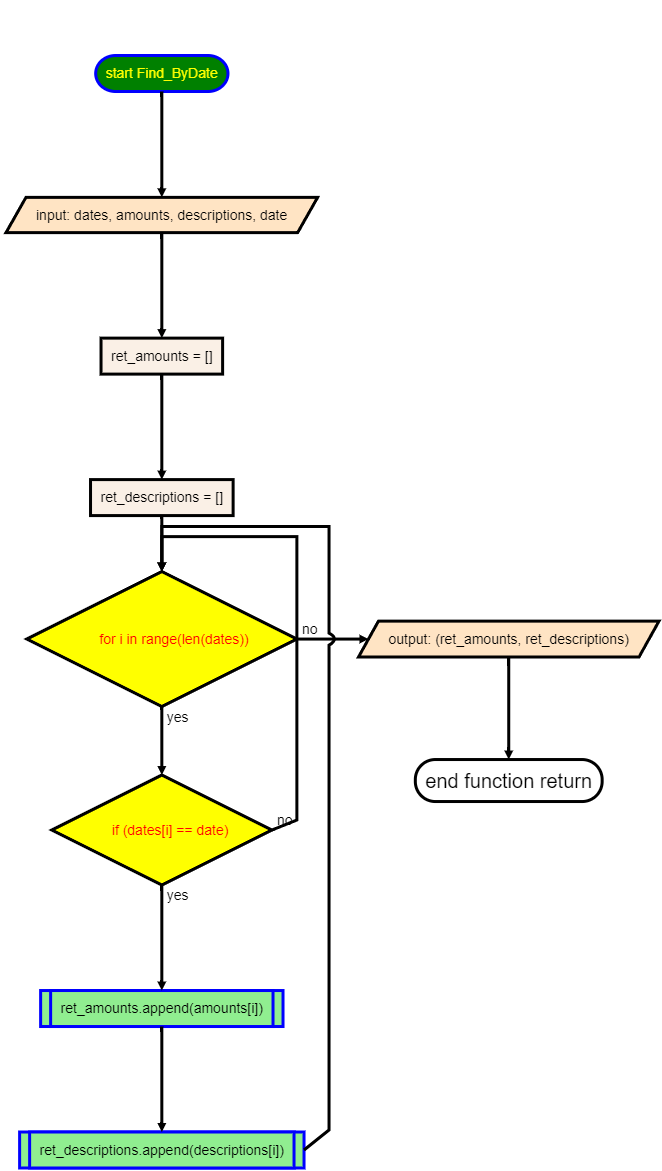 start Find_ByDate
input: dates, amounts, descriptions, date
ret_amounts = []
ret_descriptions = []
for i in range(len(dates))
no
output: (ret_amounts, ret_descriptions)
yes
end function return
if (dates[i] == date)
no
yes
ret_amounts.append(amounts[i])
ret_descriptions.append(descriptions[i])